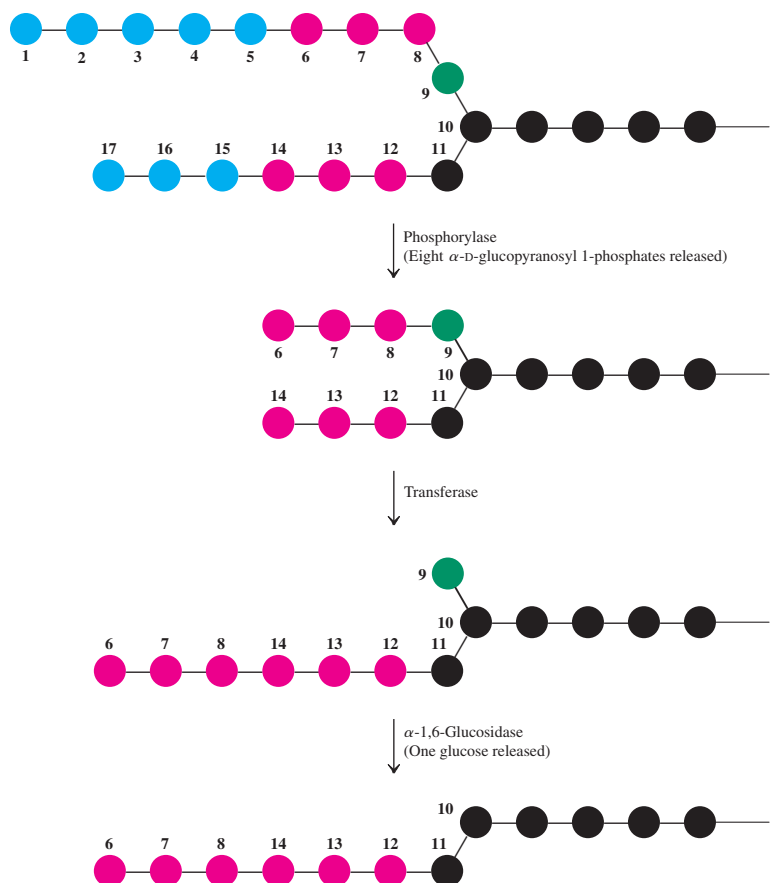 1 2 3 4 5 6 7 8
9
10
17 16 15 14 13 12 11
Phosphorylase
(Eight α-D-glucopyranosyl 1-phosphates released)
6 7 8 9
10
14 13 12 11
Transferase
9
10
6 7 8 14 13 12 11
α-1,6-Glucosidase
(One glucose released)
10
6 7 8 14 13 12 11